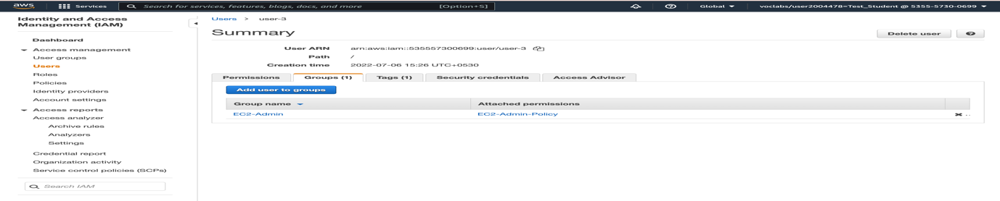 aws
Services
Search for services, features, blogs, docs, and more [Option+S]
Global
voclabs/user2004478=Test_Student @ 5355-5730-0699
Identity and Access
Management (IAM)
Dashboard
Access management
User groups
Users
Roles
Policies
Identity providers
Account settings
Access reports
Access analyzer
Archive rules
Analyzers
Settings
Credential report
Organization activity
Service control policies (SCPs)
Search IAM
Users > user-3
Summary
Delete user
User ARN arn:aws:iam::535557300699:user/user-3
Path /
Creation time 2022-07-06 15:26 UTC+0530
Permissions Groups (1) Tags (1) Security credentials Access Advisor
Add user to groups
Group name Attached permissions
EC2-Admin EC2-Admin-Policy